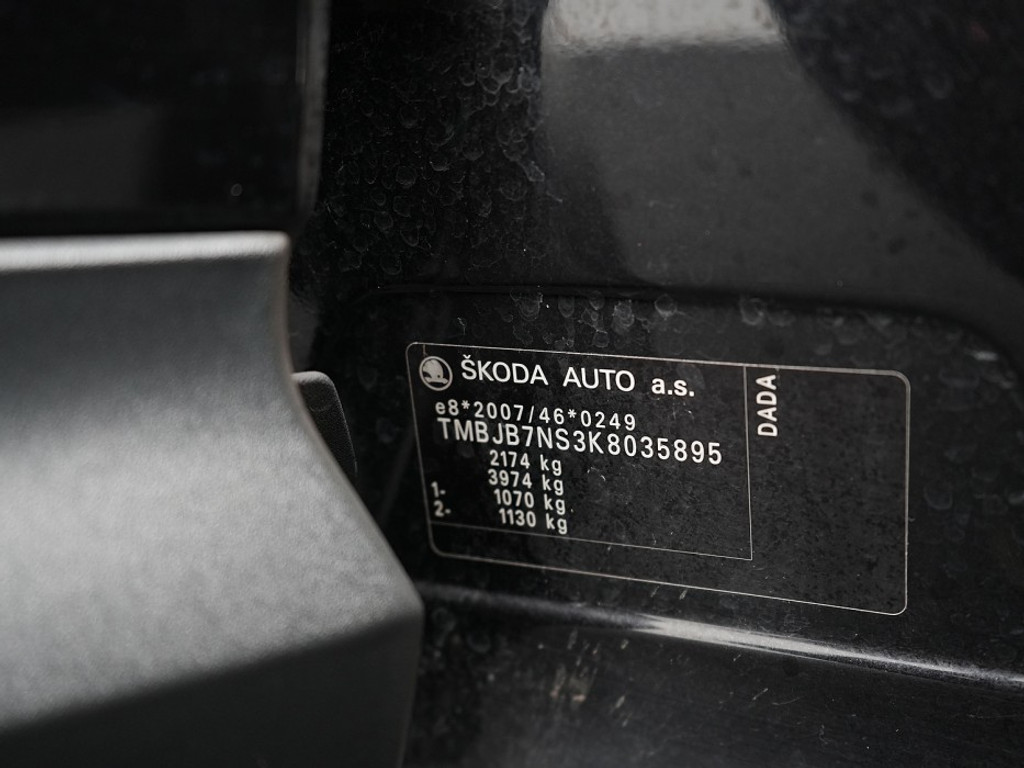 ŠKODA AUTO a.s.
e8*2007/46*0249
TMBJB7NS3K8035895
2174 kg
3974 kg
1- 1070 kg
2- 1130 kg
DADA